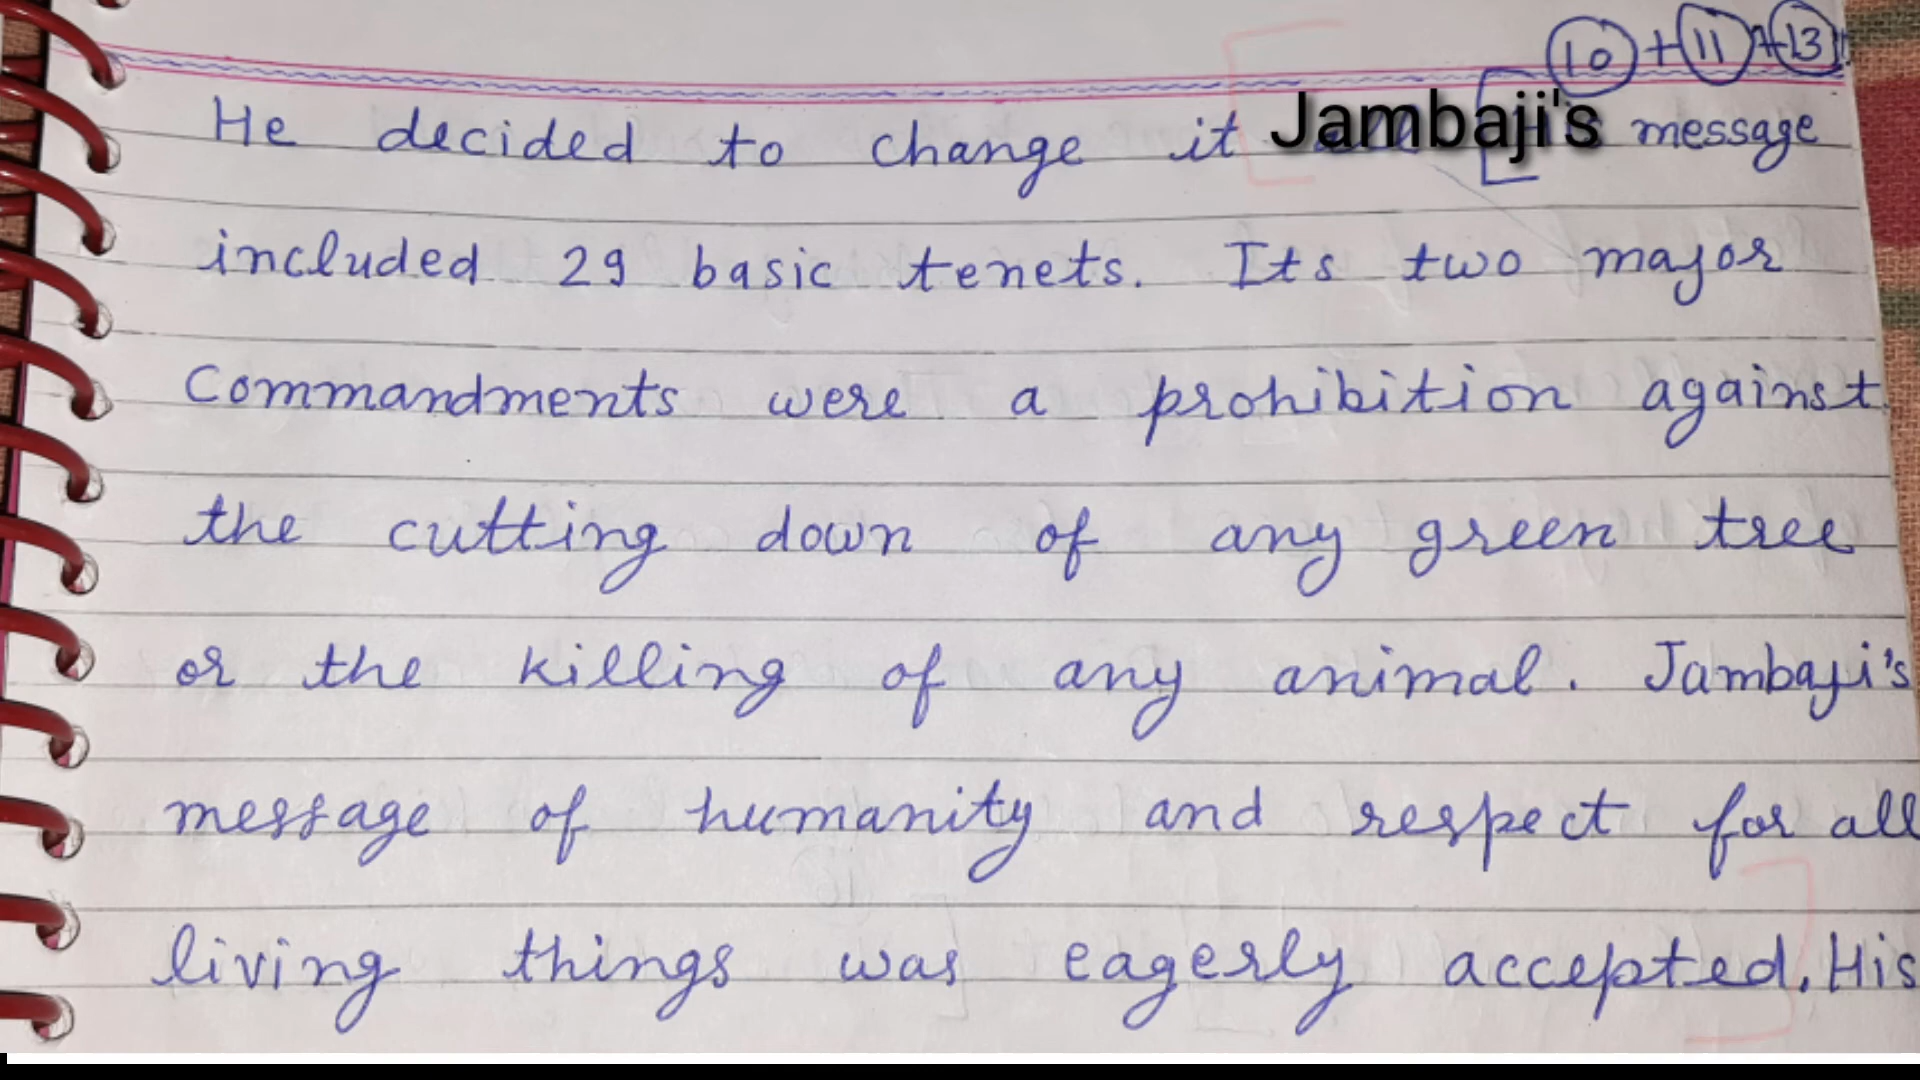 10 + 11 + 13
He decided to change it Jambaji's message
included 29 basic tenets. Its two major
Commandments were a prohibition against
the cutting down of any green tree
or the killing of any animal. Jambaji's
message of humanity and respect for all
living things was eagerly accepted. His